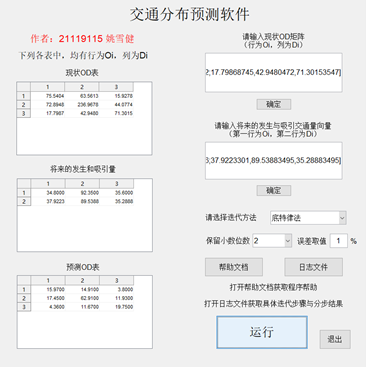 交通分布预测软件
作者：21119115 姚雪健
下列各表中，均有行为Oi，列为Di
现状OD表
1 2 3
1 75.5404 63.5613 15.9278
2 72.8948 236.9678 44.0774
3 17.7987 42.9480 71.3015
将来的发生和吸引量
1 2 3
1 34.8000 92.3500 35.6000
2 37.9223 89.5388 35.2888
预测OD表
1 2 3
1 15.9700 14.9100 3.8000
2 17.4500 62.9100 11.9300
3 4.3600 11.6700 19.7500
请输入现状OD矩阵
（行为Oi，列为Di）
2;17.79868745,42.9480472,71.30153547]
确定
请输入将来的发生与吸引交通量向量
（第一行为Oi，第二行为Di）
6;37.9223301,89.53883495,35.28883495]
确定
请选择迭代方法 底特律法
保留小数位数 2 误差取值 1 %
帮助文档 日志文件
打开帮助文档获取程序帮助
打开日志文件获取具体迭代步骤与分步结果
运行 退出